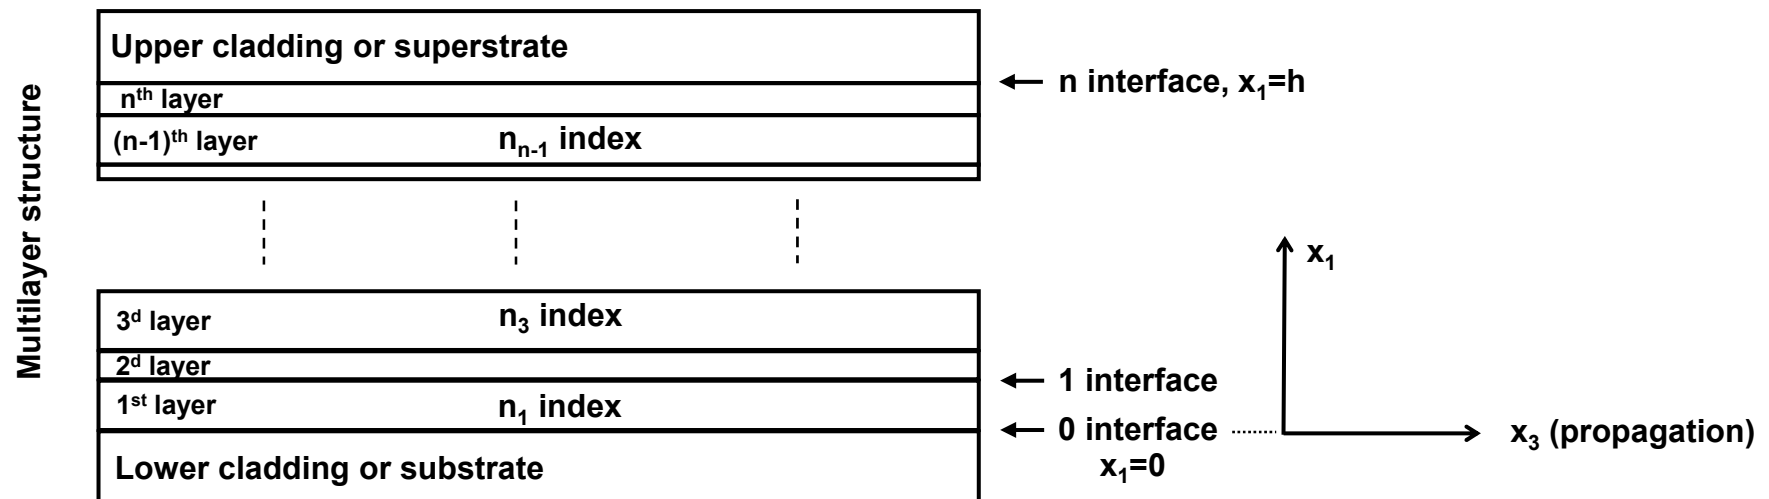 Multilayer structure
Upper cladding or superstrate
nᵗʰ layer
(n-1)ᵗʰ layer
nₙ₋₁ index
n interface, x₁=h
3ᵈ layer
n₃ index
2ᵈ layer
1ˢᵗ layer
n₁ index
Lower cladding or substrate
1 interface
0 interface
x₁=0
x₁
x₃ (propagation)